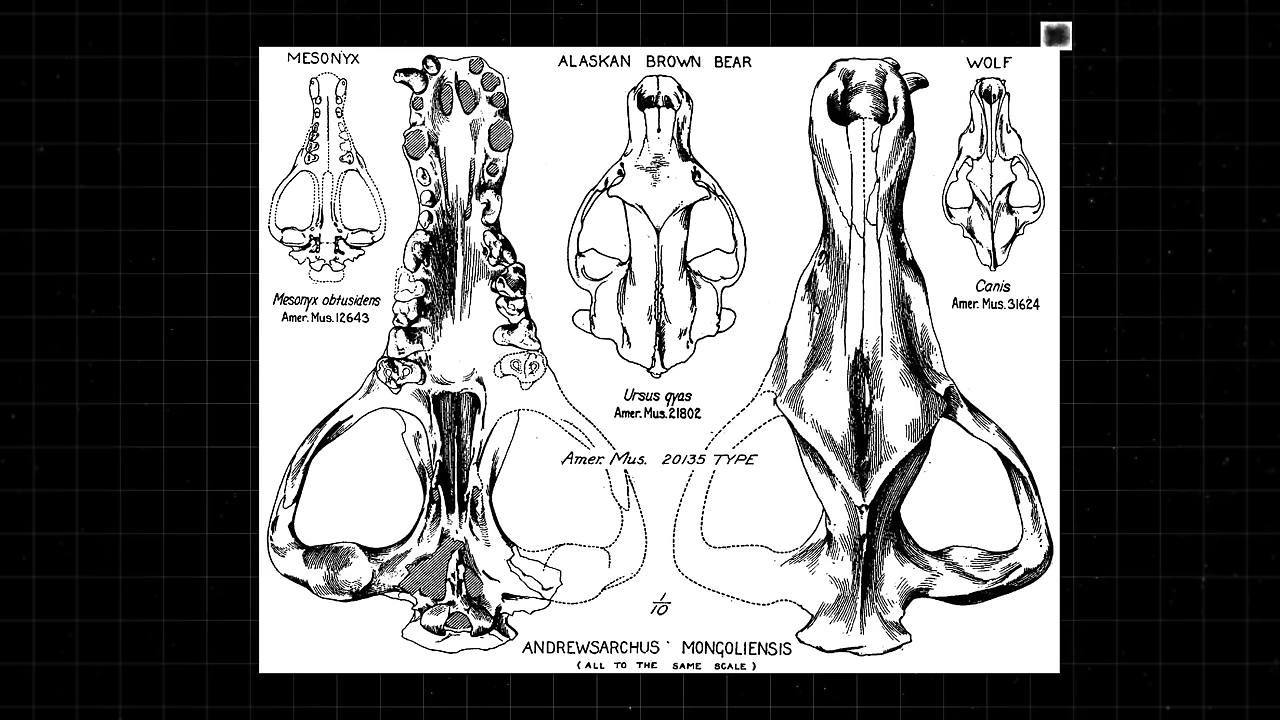 MESONYX
ALASKAN BROWN BEAR
WOLF
Mesonyx obtusidens
Amer. Mus. 12643
Canis
Amer. Mus. 31624
Ursus gyas
Amer. Mus. 21802
Amer. Mus. 20135 TYPE
1/10
ANDREWSARCHUS MONGOLIENSIS
(ALL TO THE SAME SCALE)